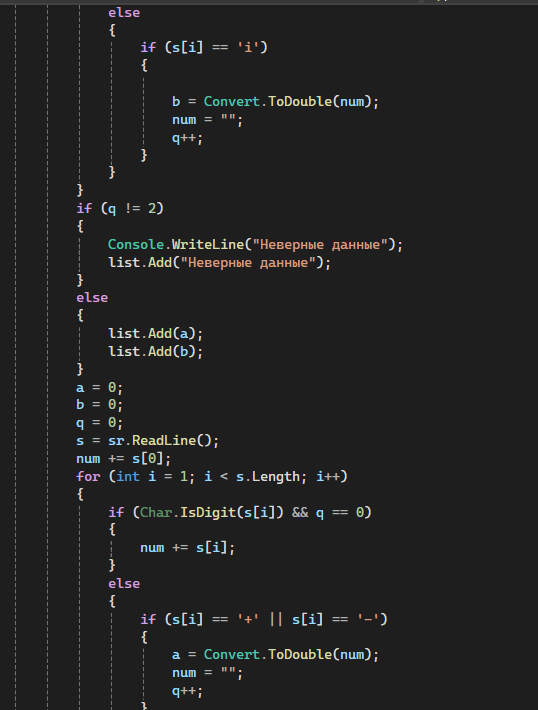 else
{
if (s[i] == 'i')
{
b = Convert.ToDouble(num);
num = "";
q++;
}
}
}
if (q != 2)
{
Console.WriteLine("Неверные данные");
list.Add("Неверные данные");
}
else
{
list.Add(a);
list.Add(b);
}
a = 0;
b = 0;
q = 0;
s = sr.ReadLine();
num += s[0];
for (int i = 1; i < s.Length; i++)
{
if (Char.IsDigit(s[i]) && q == 0)
{
num += s[i];
}
else
{
if (s[i] == '+' || s[i] == '-')
{
a = Convert.ToDouble(num);
num = "";
q++;
}